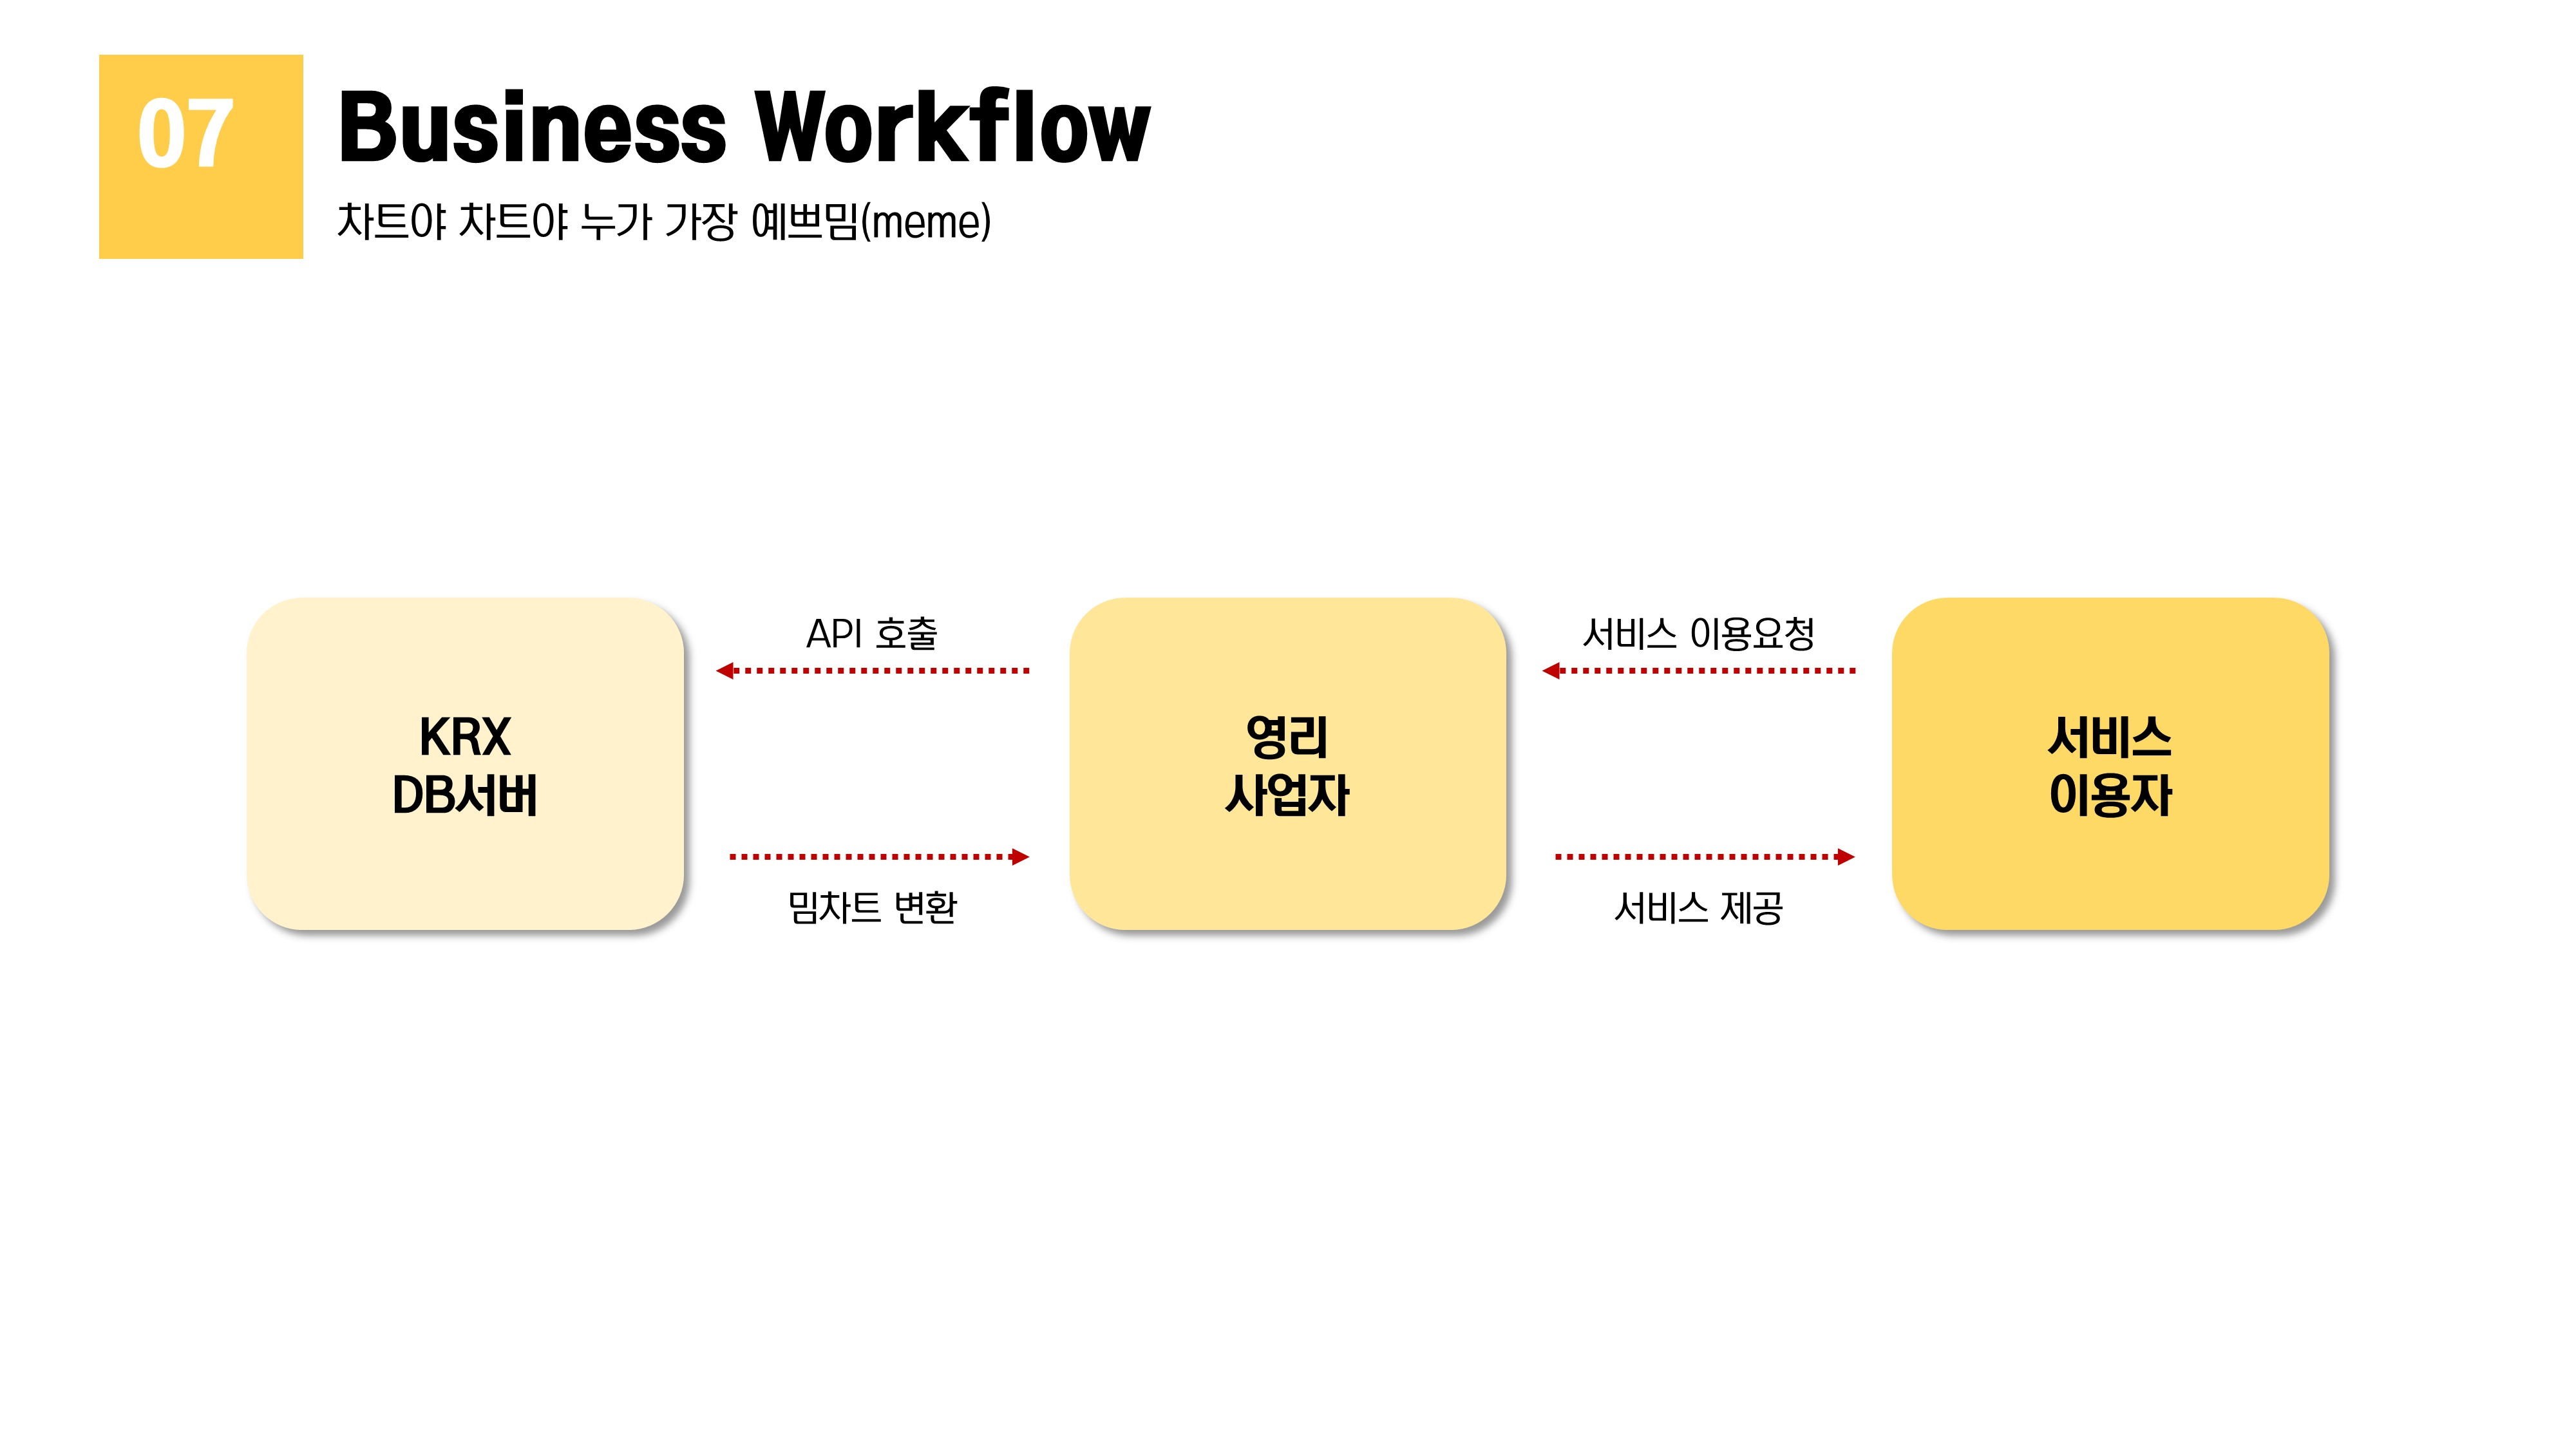 07
Business Workflow
차트야 차트야 누가 가장 예쁘밈(meme)
KRX
DB서버
API 호출
밈차트 변환
영리
사업자
서비스 이용요청
서비스 제공
서비스
이용자